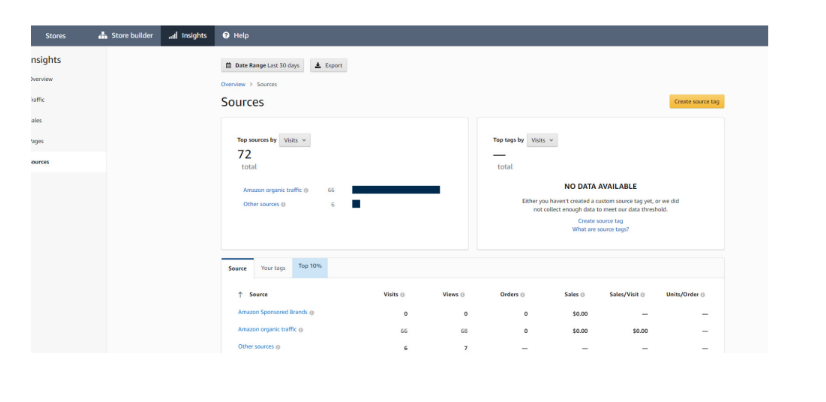 Stores Store builder Insights Help
nsights
Overview
raffic
ales
ages
ources
Date Range Last 30 days Export
Overview > Sources
Sources
Create source tag
Top sources by Visits
72
total
Amazon organic traffic 66
Other sources 6
Top tags by Visits
—
total
NO DATA AVAILABLE
Either you haven't created a custom source tag yet, or we did
not collect enough data to meet our data threshold.
Create source tag
What are source tags?
Source Your tags Top 10%
↑ Source Visits Views Orders Sales Sales/Visit Units/Order
Amazon Sponsored Brands 0 0 0 $0.00 — —
Amazon organic traffic 66 68 0 $0.00 $0.00 —
Other sources 6 7 — — — —